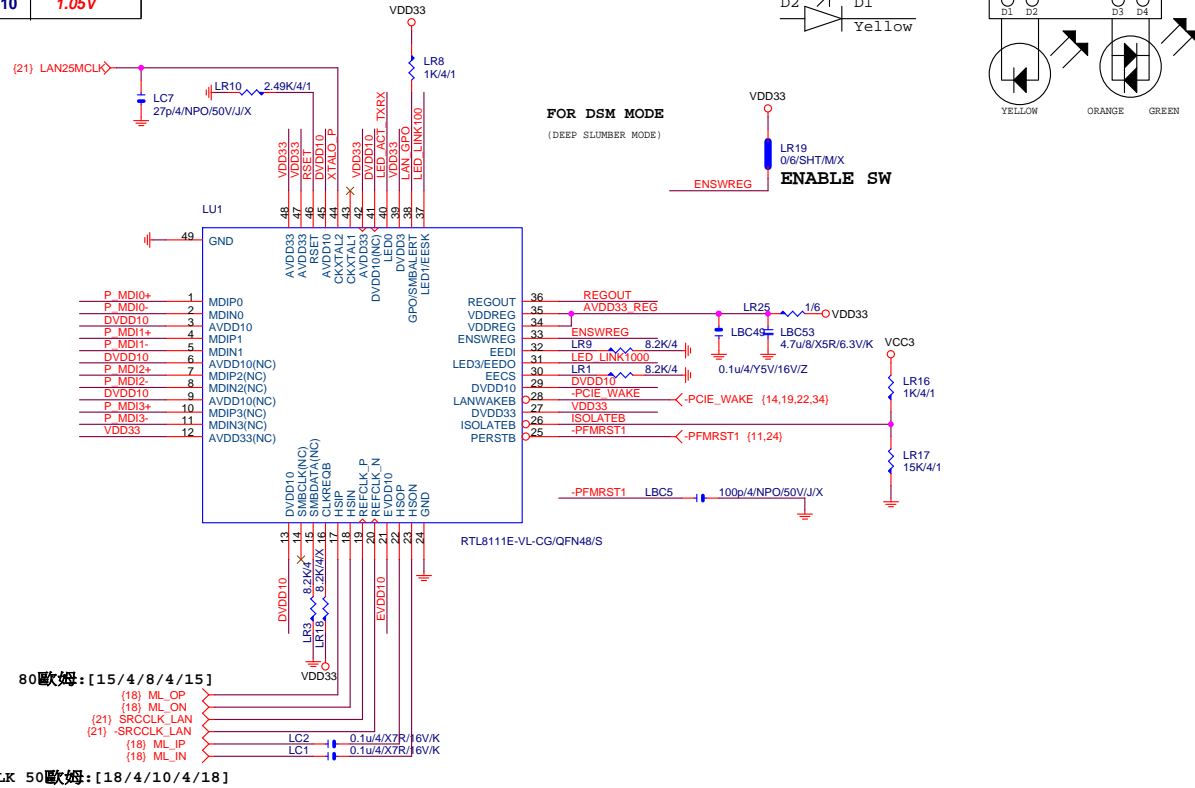 10 1.05V
D2 D1
Yellow
D1 D2 D3 D4
YELLOW ORANGE GREEN
VDD33
LR8
1K/4/1
{21} LAN25MCLK
LC7
27p/4/NPO/50V/J/X
LR10 2.49K/4/1
FOR DSM MODE
(DEEP SLUMBER MODE)
VDD33
LR19
0/6/SHT/M/X
ENABLE SW
ENSWREG
VDD33
VDD33
RSET
DVDD10
XTALO_P
VDD33
DVDD10
LED_ACT_TXRX
VDD33
LAN_GPO
LED_LINK100
LU1
48 47 46 45 44 43 42 41 40 39 38 37
AVDD33
AVDD33
RSET
AVDD10
CKXTAL2
CKXTAL1
AVDD33
DVDD10(NC)
LED0
DVDD3
GPO/SMBALERT
LED1/EESK
49 GND
P_MDI0+ 1 MDIP0
P_MDI0- 2 MDIN0
DVDD10 3 AVDD10
P_MDI1+ 4 MDIP1
P_MDI1- 5 MDIN1
DVDD10 6 AVDD10(NC)
P_MDI2+ 7 MDIP2(NC)
P_MDI2- 8 MDIN2(NC)
DVDD10 9 AVDD10(NC)
P_MDI3+ 10 MDIP3(NC)
P_MDI3- 11 MDIN3(NC)
VDD33 12 AVDD33(NC)
REGOUT 36 REGOUT
VDDREG 35 AVDD33_REG
VDDREG 34
ENSWREG 33 ENSWREG
EEDI 32 LR9 8.2K/4
LED3/EEDO 31 LED_LINK1000
EECS 30 LR1 8.2K/4
DVDD10 29 DVDD10
LANWAKEB 28 -PCIE_WAKE -PCIE_WAKE {14,19,22,34}
DVDD33 27 VDD33
ISOLATEB 26 ISOLATEB
PERSTB 25 -PFMRST1 -PFMRST1 {11,24}
LR25 1/6 VDD33
LBC49
0.1u/4/Y5V/16V/Z
LBC53
4.7u/8/X5R/6.3V/K
VCC3
LR16
1K/4/1
LR17
15K/4/1
-PFMRST1 LBC5 100p/4/NPO/50V/J/X
RTL8111E-VL-CG/QFN48/S
DVDD10
SMBCLK(NC)
SMBDATA(NC)
CLKREQB
HSIP
HSIN
REFCLK_P
REFCLK_N
EVDD10
HSOP
HSON
GND
13 14 15 16 17 18 19 20 21 22 23 24
DVDD10
LR3 8.2K/4
LR18 8.2K/4/X
EVDD10
VDD33
80歐姆:[15/4/8/4/15]
{18} ML_OP
{18} ML_ON
{21} SRCCLK_LAN
{21} -SRCCLK_LAN
{18} ML_IP LC2 0.1u/4/X7R/16V/K
{18} ML_IN LC1 0.1u/4/X7R/16V/K
LK 50歐姆:[18/4/10/4/18]